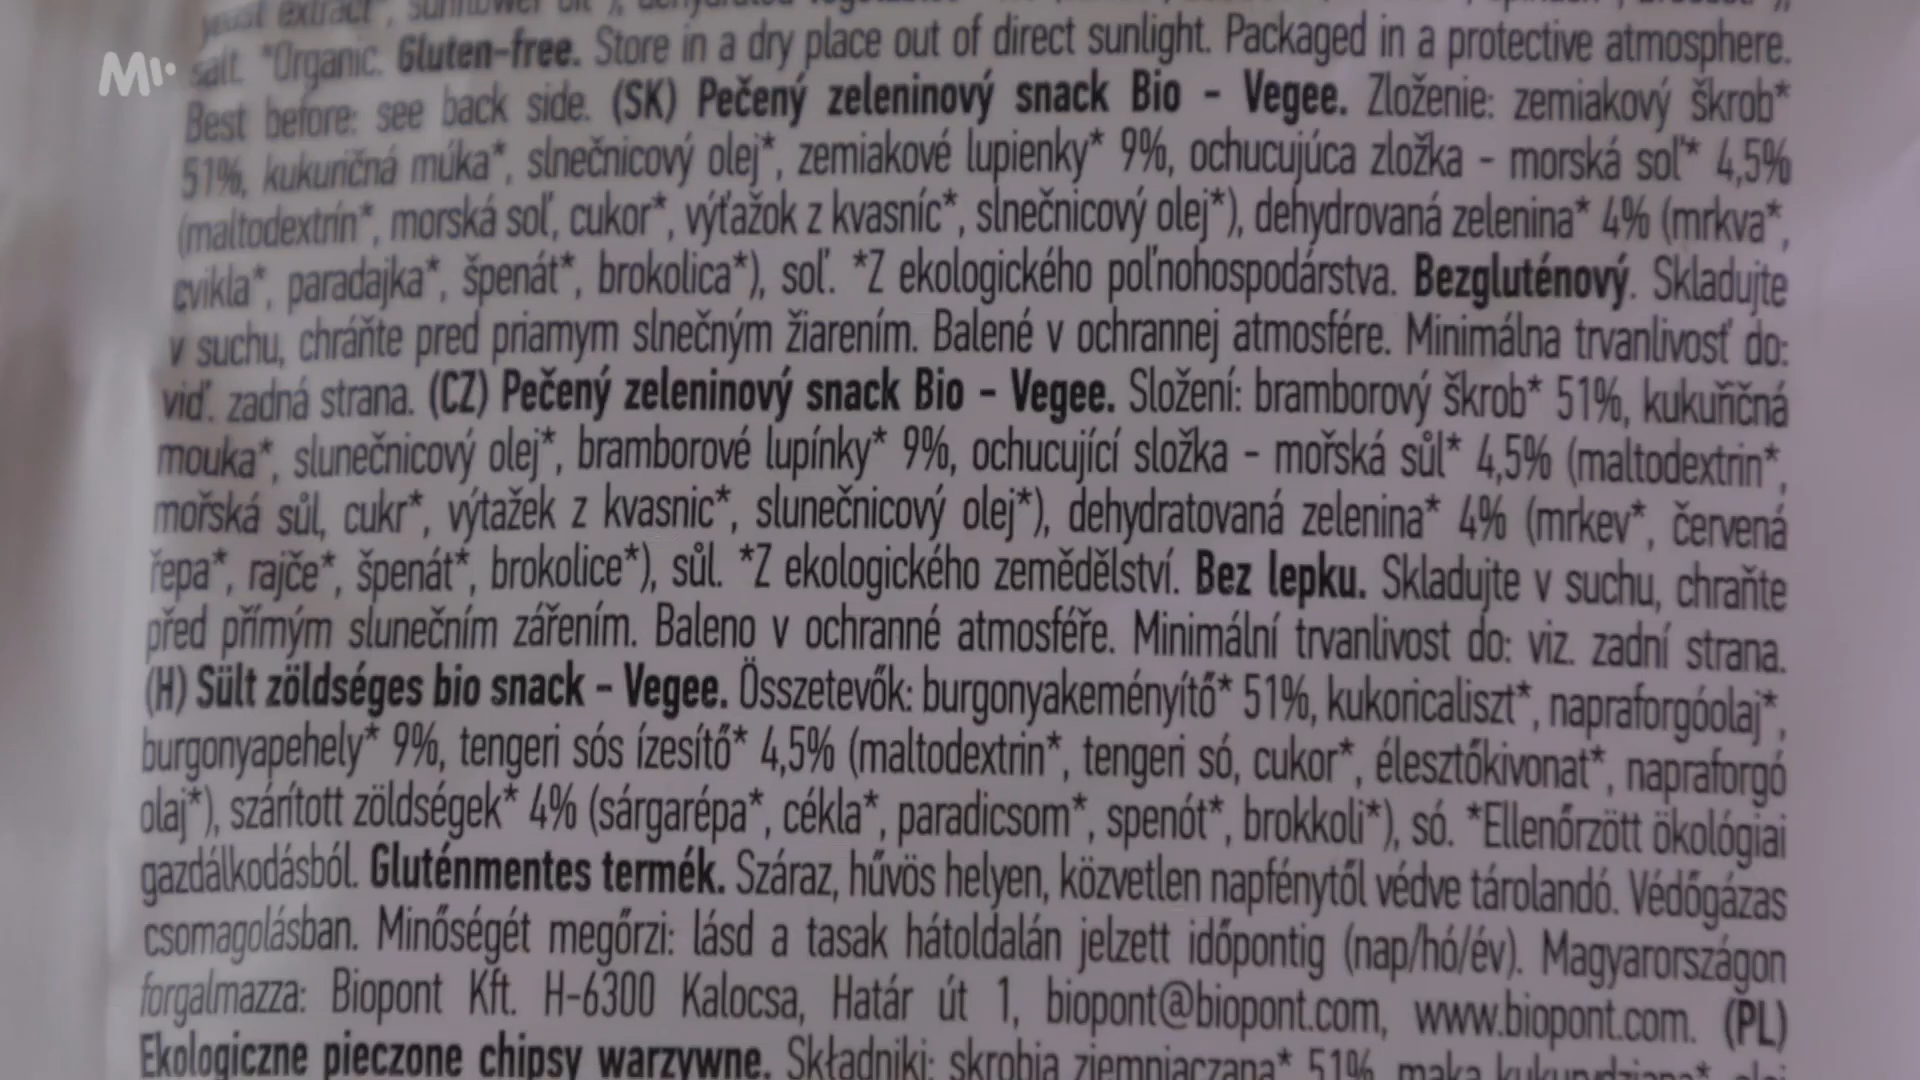 yeast extract*, sunflower oil*), dehydrated vegetables*
salt. *Organic. Gluten-free. Store in a dry place out of direct sunlight. Packaged in a protective atmosphere.
Best before: see back side. (SK) Pečený zeleninový snack Bio - Vegee. Zloženie: zemiakový škrob*
51%, kukuričná múka*, slnečnicový olej*, zemiakové lupienky* 9%, ochucujúca zložka - morská soľ* 4,5%
(maltodextrín*, morská soľ, cukor*, výťažok z kvasníc*, slnečnicový olej*), dehydrovaná zelenina* 4% (mrkva*,
cvikla*, paradajka*, špenát*, brokolica*), soľ. *Z ekologického poľnohospodárstva. Bezgluténový. Skladujte
v suchu, chráňte pred priamym slnečným žiarením. Balené v ochrannej atmosfére. Minimálna trvanlivosť do:
viď. zadná strana. (CZ) Pečený zeleninový snack Bio - Vegee. Složení: bramborový škrob* 51%, kukuřičná
mouka*, slunečnicový olej*, bramborové lupínky* 9%, ochucující složka - mořská sůl* 4,5% (maltodextrin*,
mořská sůl, cukr*, výtažek z kvasnic*, slunečnicový olej*), dehydratovaná zelenina* 4% (mrkev*, červená
řepa*, rajče*, špenát*, brokolice*), sůl. *Z ekologického zemědělství. Bez lepku. Skladujte v suchu, chraňte
před přímým slunečním zářením. Baleno v ochranné atmosféře. Minimální trvanlivost do: viz. zadní strana.
(H) Sült zöldséges bio snack - Vegee. Összetevők: burgonyakeményítő* 51%, kukoricaliszt*, napraforgóolaj*,
burgonyapehely* 9%, tengeri sós ízesítő* 4,5% (maltodextrin*, tengeri só, cukor*, élesztőkivonat*, napraforgó
olaj*), szárított zöldségek* 4% (sárgarépa*, cékla*, paradicsom*, spenót*, brokkoli*), só. *Ellenőrzött ökológiai
gazdálkodásból. Gluténmentes termék. Száraz, hűvös helyen, közvetlen napfénytől védve tárolandó. Védőgázas
csomagolásban. Minőségét megőrzi: lásd a tasak hátoldalán jelzett időpontig (nap/hó/év). Magyarországon
forgalmazza: Biopont Kft. H-6300 Kalocsa, Határ út 1, biopont@biopont.com, www.biopont.com. (PL)
Ekologiczne pieczone chipsy warzywne. Składniki: skrobia ziemniaczana* 51%, mąka kukurydziana*, olej